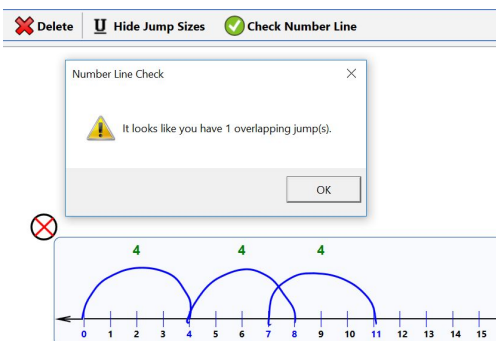 Delete U Hide Jump Sizes Check Number Line
Number Line Check
It looks like you have 1 overlapping jump(s).
OK
4 4 4
0 1 2 3 4 5 6 7 8 9 10 11 12 13 14 15